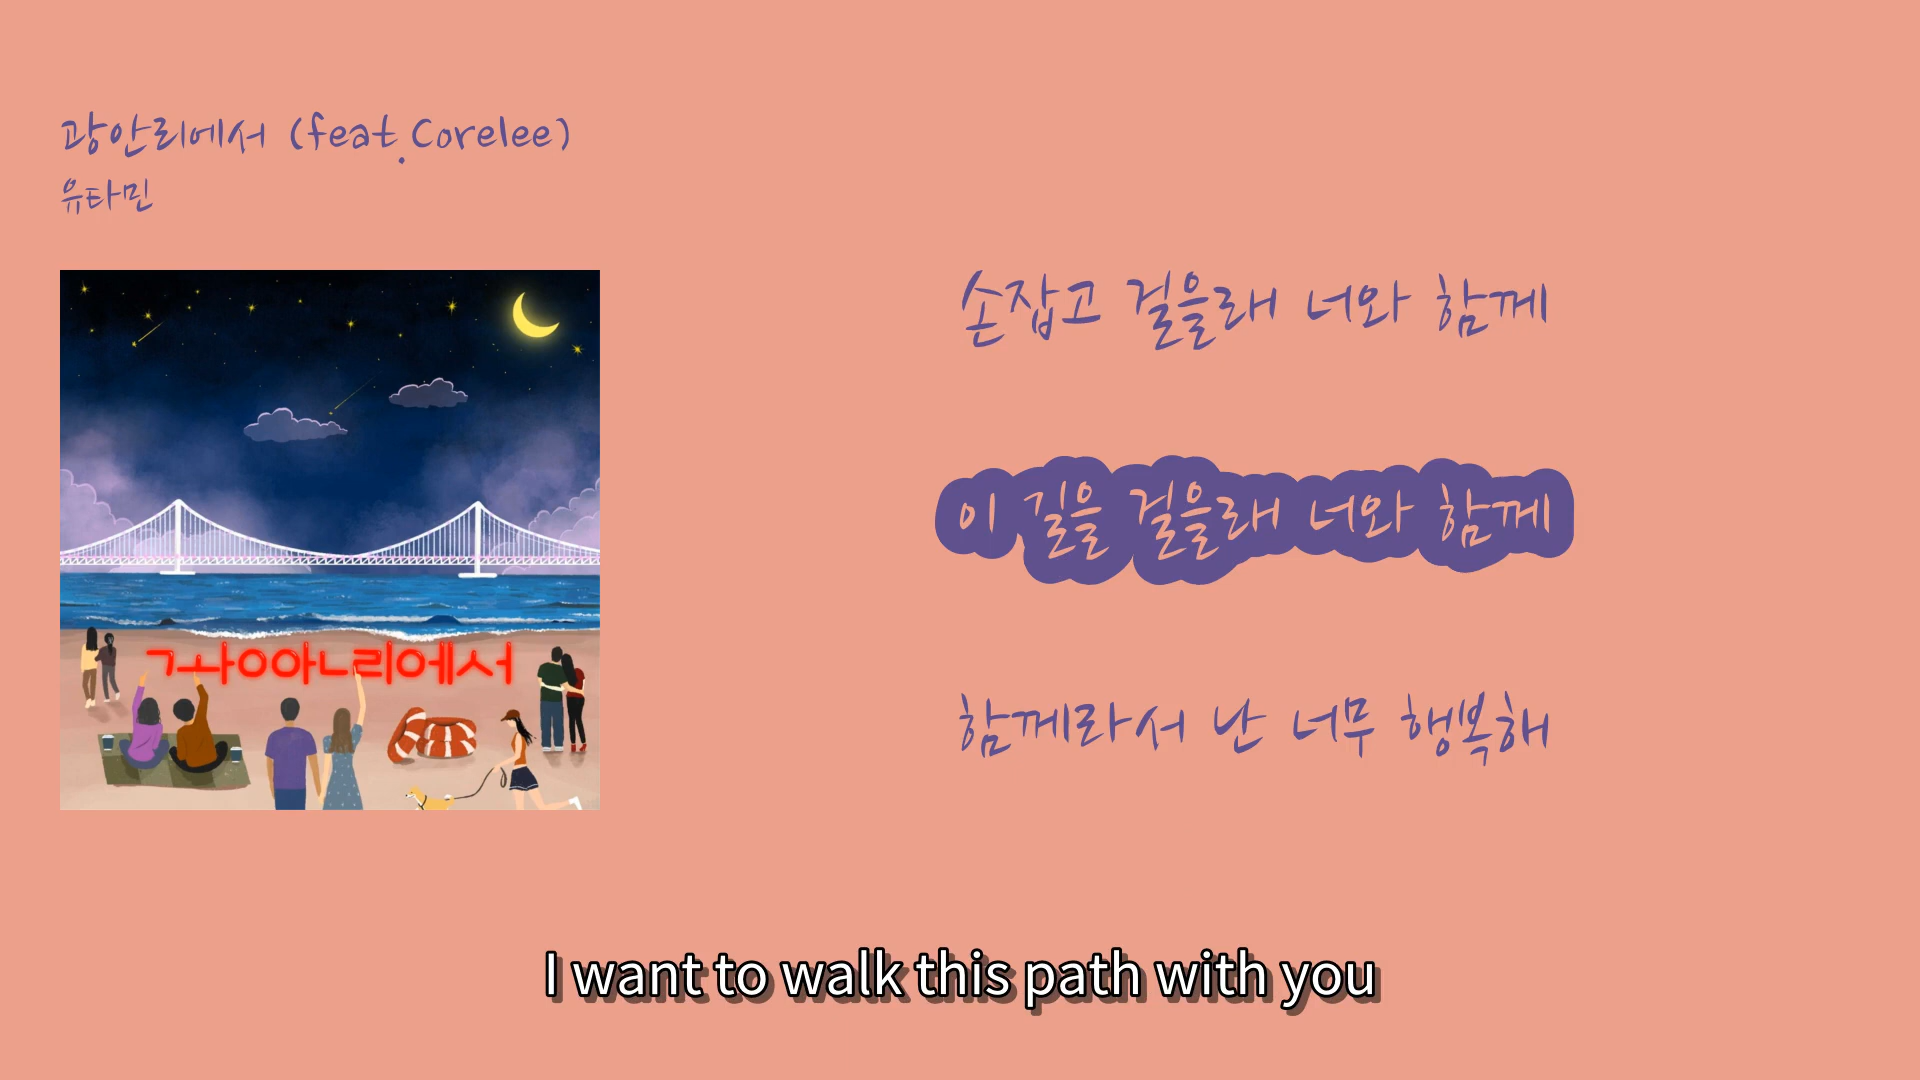 광안리에서 (feat.Corelee)
유타민
ㄱㅘㅇㅇㅏㄴ리에서
손잡고 걸을래 너와 함께
이 길을 걸을래 너와 함께
함께라서 난 너무 행복해
I want to walk this path with you